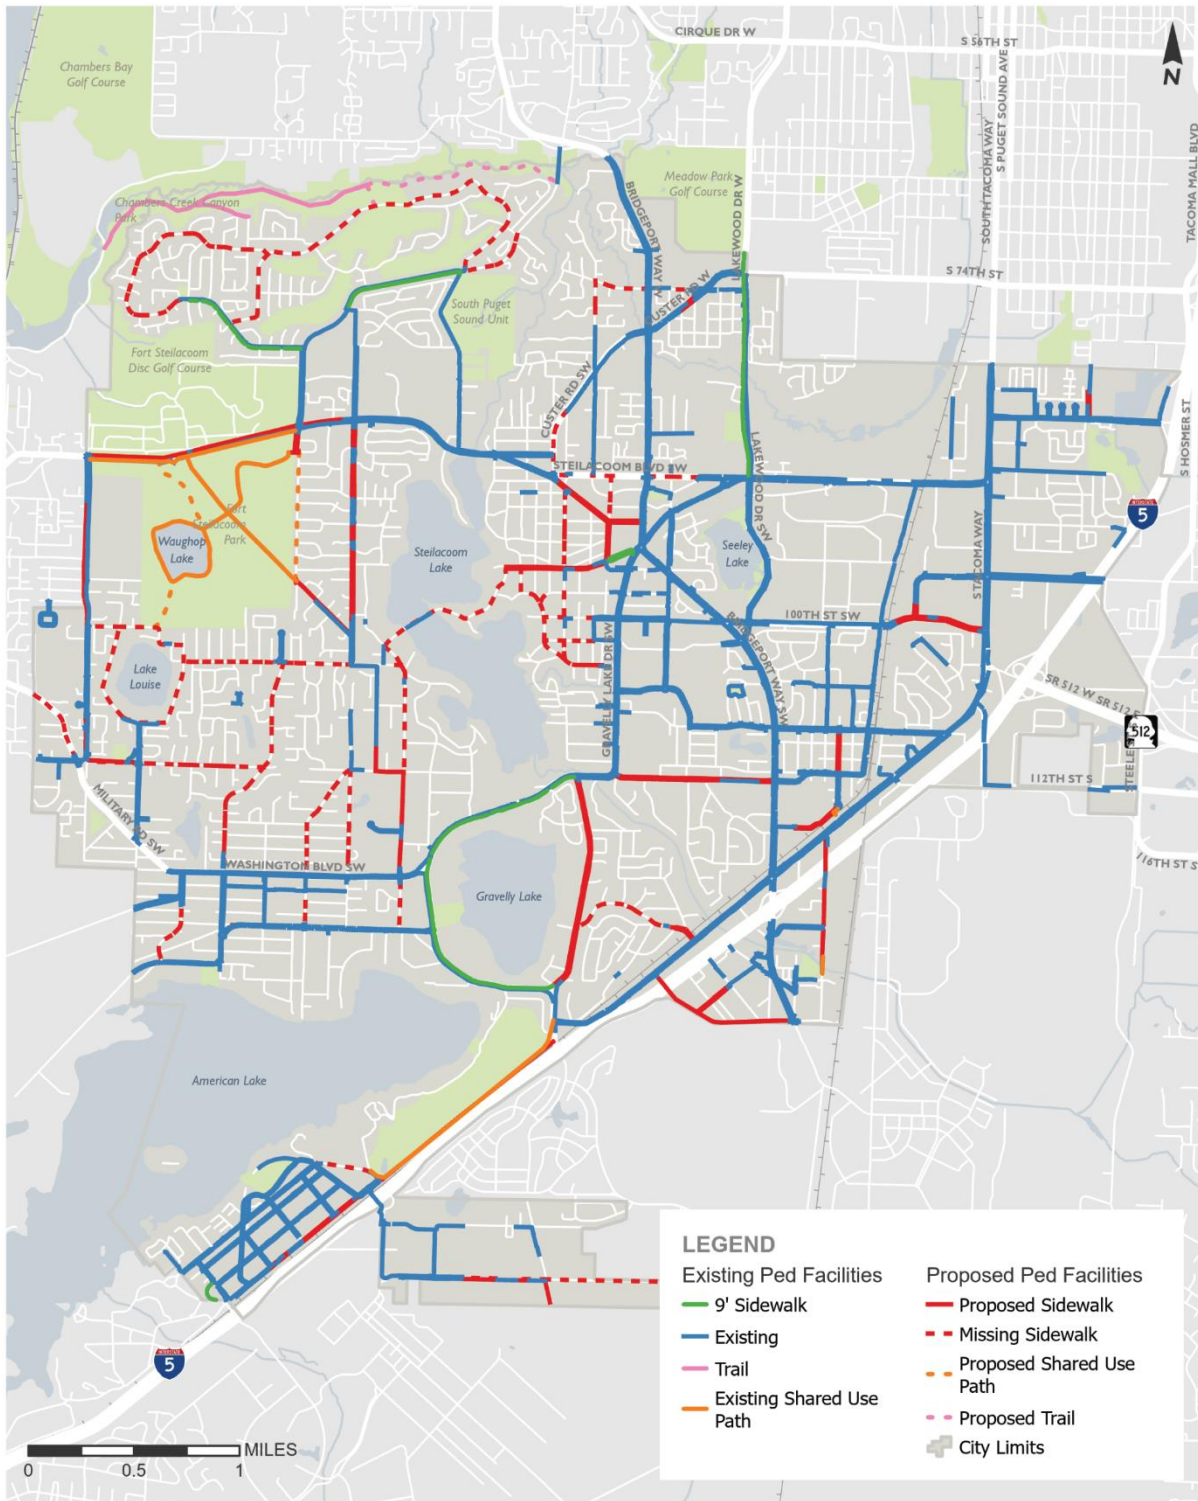 CIRQUE DR W
S 56TH ST
N
Chambers Bay
Golf Course
SOUTH TACOMA WAY
S PUGET SOUND AVE
TACOMA MALL BLVD
Meadow Park
Golf Course
BRIDGEPORT WAY W
LAKEWOOD DR W
Chambers Creek Canyon
Park
S 74TH ST
South Puget
Sound Unit
CUSTER RD W
Fort Steilacoom
Disc Golf Course
CUSTER RD SW
S HOSMER ST
STEILACOOM BLVD SW
LAKEWOOD DR SW
Fort
Steilacoom
Park
Waughop
Lake
Steilacoom
Lake
Seeley
Lake
5
S TACOMA WAY
100TH ST SW
BRIDGEPORT WAY SW
GRAVELLY LAKE DR SW
Lake
Louise
SR 512 W
SR 512 E
512
STEELE
112TH ST S
MILITARY RD SW
116TH ST S
WASHINGTON BLVD SW
Gravelly Lake
American Lake
5
LEGEND
Existing Ped Facilities
9' Sidewalk
Existing
Trail
Existing Shared Use
Path
Proposed Ped Facilities
Proposed Sidewalk
Missing Sidewalk
Proposed Shared Use
Path
Proposed Trail
City Limits
MILES
0 0.5 1